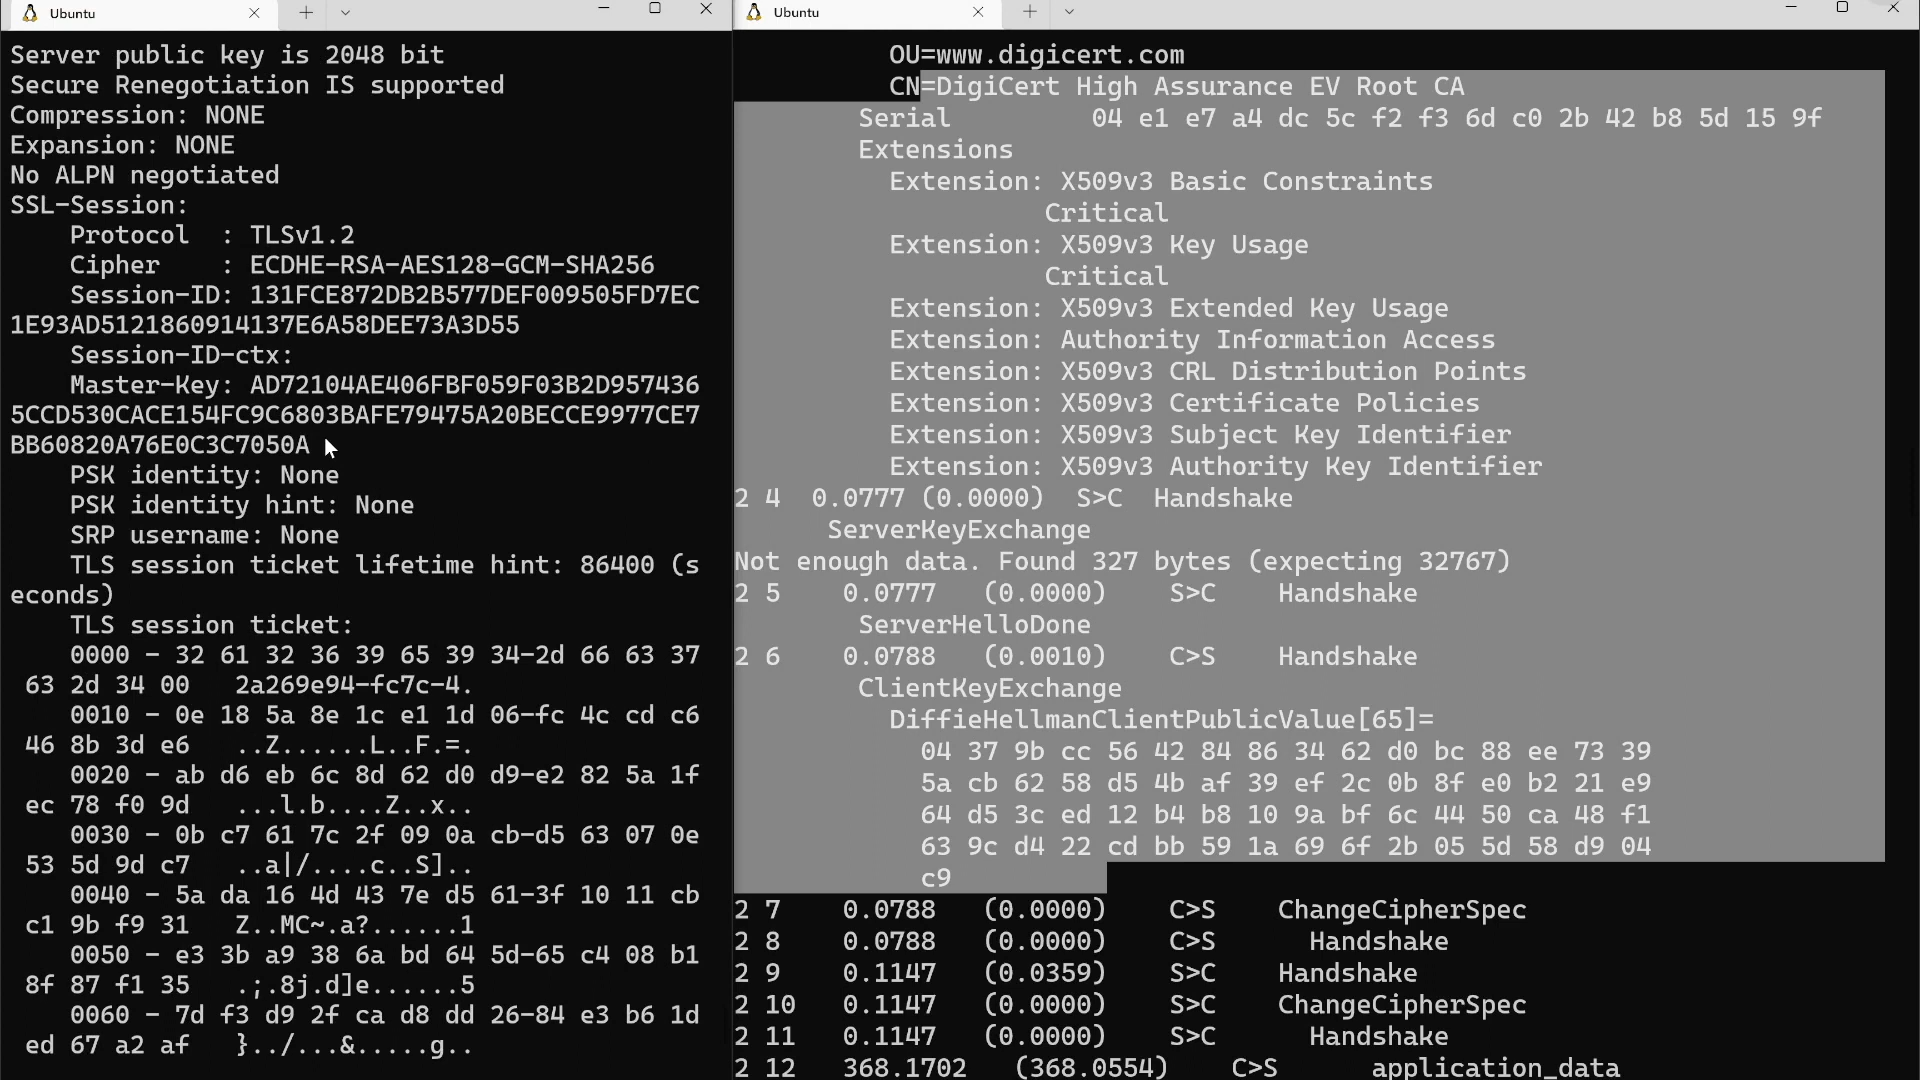 Ubuntu
Server public key is 2048 bit
Secure Renegotiation IS supported
Compression: NONE
Expansion: NONE
No ALPN negotiated
SSL-Session:
    Protocol  : TLSv1.2
    Cipher    : ECDHE-RSA-AES128-GCM-SHA256
    Session-ID: 131FCE872DB2B577DEF009505FD7EC
1E93AD5121860914137E6A58DEE73A3D55
    Session-ID-ctx:
    Master-Key: AD72104AE406FBF059F03B2D957436
5CCD530CACE154FC9C6803BAFE79475A20BECCE9977CE7
BB60820A76E0C3C7050A
    PSK identity: None
    PSK identity hint: None
    SRP username: None
    TLS session ticket lifetime hint: 86400 (s
econds)
    TLS session ticket:
    0000 - 32 61 32 36 39 65 39 34-2d 66 63 37
 63 2d 34 00   2a269e94-fc7c-4.
    0010 - 0e 18 5a 8e 1c e1 1d 06-fc 4c cd c6
 46 8b 3d e6   ..Z......L..F.=.
    0020 - ab d6 eb 6c 8d 62 d0 d9-e2 82 5a 1f
 ec 78 f0 9d   ...l.b....Z..x..
    0030 - 0b c7 61 7c 2f 09 0a cb-d5 63 07 0e
 53 5d 9d c7   ..a|/....c..S]..
    0040 - 5a da 16 4d 43 7e d5 61-3f 10 11 cb
 c1 9b f9 31   Z..MC~.a?......1
    0050 - e3 3b a9 38 6a bd 64 5d-65 c4 08 b1
 8f 87 f1 35   .;.8j.d]e......5
    0060 - 7d f3 d9 2f ca d8 dd 26-84 e3 b6 1d
 ed 67 a2 af   }../...&.....g..
Ubuntu
          OU=www.digicert.com
          CN=DigiCert High Assurance EV Root CA
        Serial         04 e1 e7 a4 dc 5c f2 f3 6d c0 2b 42 b8 5d 15 9f
        Extensions
          Extension: X509v3 Basic Constraints
                    Critical
          Extension: X509v3 Key Usage
                    Critical
          Extension: X509v3 Extended Key Usage
          Extension: Authority Information Access
          Extension: X509v3 CRL Distribution Points
          Extension: X509v3 Certificate Policies
          Extension: X509v3 Subject Key Identifier
          Extension: X509v3 Authority Key Identifier
2 4  0.0777 (0.0000)  S>C  Handshake
      ServerKeyExchange
Not enough data. Found 327 bytes (expecting 32767)
2 5    0.0777   (0.0000)    S>C    Handshake
        ServerHelloDone
2 6    0.0788   (0.0010)    C>S    Handshake
        ClientKeyExchange
          DiffieHellmanClientPublicValue[65]=
            04 37 9b cc 56 42 84 86 34 62 d0 bc 88 ee 73 39
            5a cb 62 58 d5 4b af 39 ef 2c 0b 8f e0 b2 21 e9
            64 d5 3c ed 12 b4 b8 10 9a bf 6c 44 50 ca 48 f1
            63 9c d4 22 cd bb 59 1a 69 6f 2b 05 5d 58 d9 04
            c9
2 7    0.0788   (0.0000)    C>S    ChangeCipherSpec
2 8    0.0788   (0.0000)    C>S      Handshake
2 9    0.1147   (0.0359)    S>C    Handshake
2 10   0.1147   (0.0000)    S>C    ChangeCipherSpec
2 11   0.1147   (0.0000)    S>C      Handshake
2 12   368.1702   (368.0554)    C>S      application_data